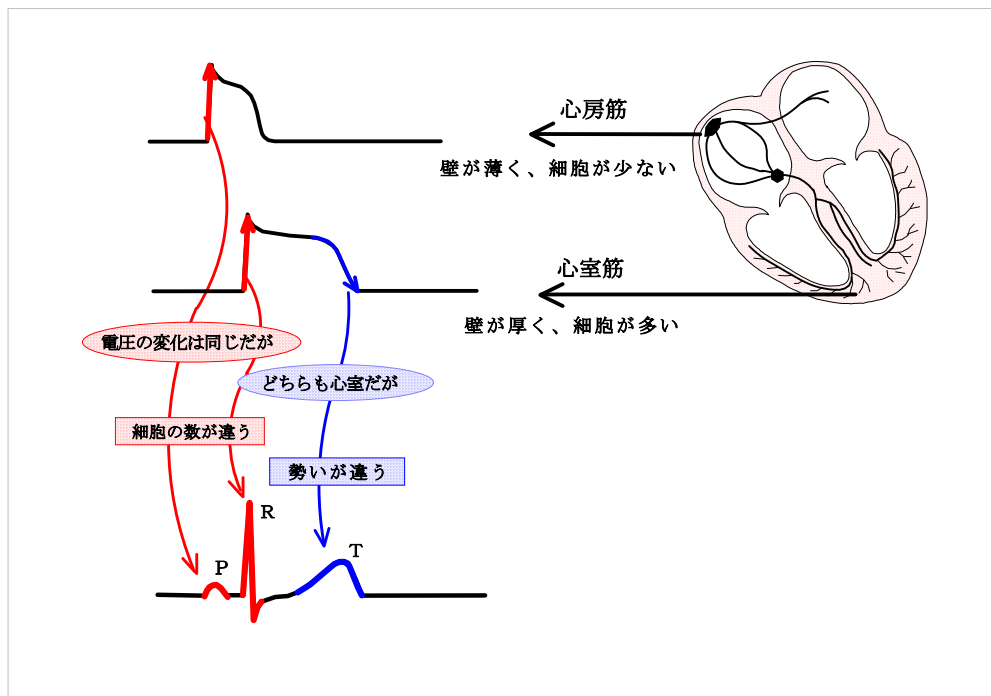 心房筋
壁が薄く、細胞が少ない
心室筋
壁が厚く、細胞が多い
電圧の変化は同じだが
どちらも心室だが
細胞の数が違う
勢いが違う
R
T
P